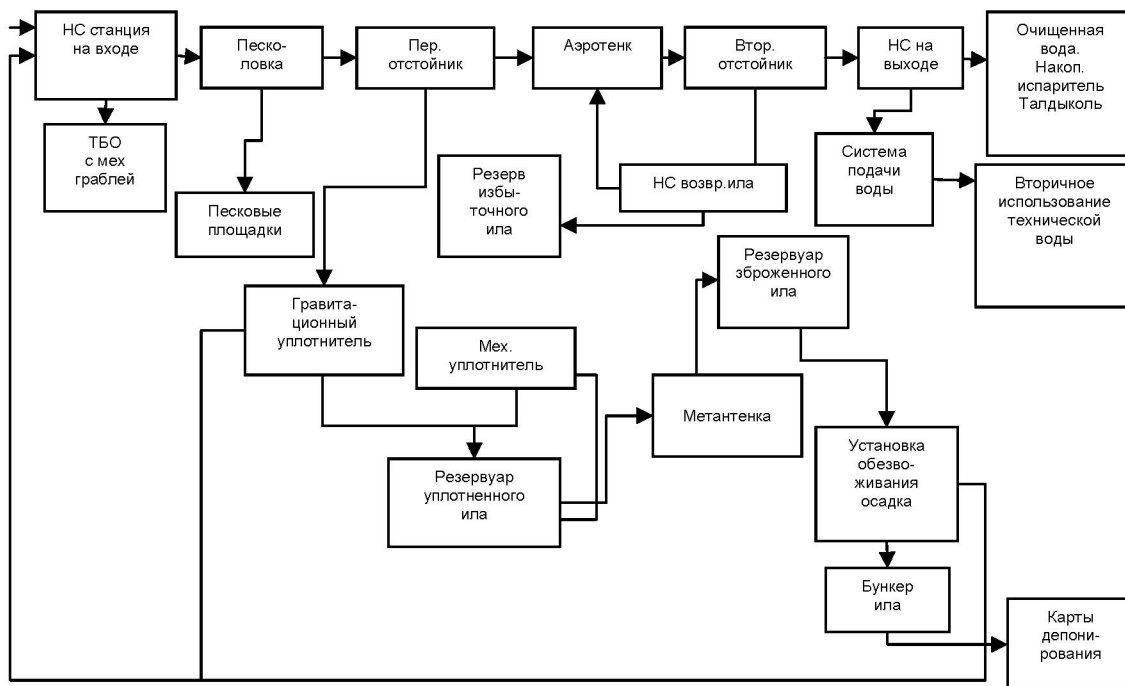 НС станция
на входе
Песко-
ловка
Пер.
отстойник
Аэротенк
Втор.
отстойник
НС на
выходе
Очищенная
вода.
Накоп.
испаритель
Талдыколь
ТБО
с мех
граблей
Песковые
площадки
Резерв
избы-
точного
ила
НС возвр.ила
Система
подачи
воды
Вторичное
использование
технической
воды
Гравита-
ционный
уплотнитель
Мех.
уплотнитель
Резервуар
зброженного
ила
Метантенка
Резервуар
уплотненного
ила
Установка
обезво-
живания
осадка
Бункер
ила
Карты
депони-
рования